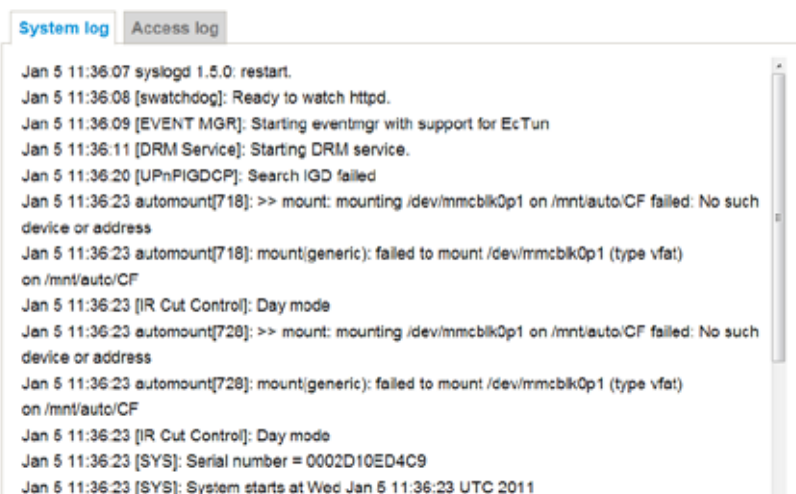 System log Access log
Jan 5 11:36:07 syslogd 1.5.0: restart.
Jan 5 11:36:08 [swatchdog]: Ready to watch httpd.
Jan 5 11:36:09 [EVENT MGR]: Starting eventmgr with support for EcTun
Jan 5 11:36:11 [DRM Service]: Starting DRM service.
Jan 5 11:36:20 [UPnPIGDCP]: Search IGD failed
Jan 5 11:36:23 automount[718]: >> mount: mounting /dev/mmcblk0p1 on /mnt/auto/CF failed: No such
device or address
Jan 5 11:36:23 automount[718]: mount(generic): failed to mount /dev/mmcblk0p1 (type vfat)
on /mnt/auto/CF
Jan 5 11:36:23 [IR Cut Control]: Day mode
Jan 5 11:36:23 automount[728]: >> mount: mounting /dev/mmcblk0p1 on /mnt/auto/CF failed: No such
device or address
Jan 5 11:36:23 automount[728]: mount(generic): failed to mount /dev/mmcblk0p1 (type vfat)
on /mnt/auto/CF
Jan 5 11:36:23 [IR Cut Control]: Day mode
Jan 5 11:36:23 [SYS]: Serial number = 0002D10ED4C9
Jan 5 11:36:23 [SYS]: System starts at Wed Jan 5 11:36:23 UTC 2011